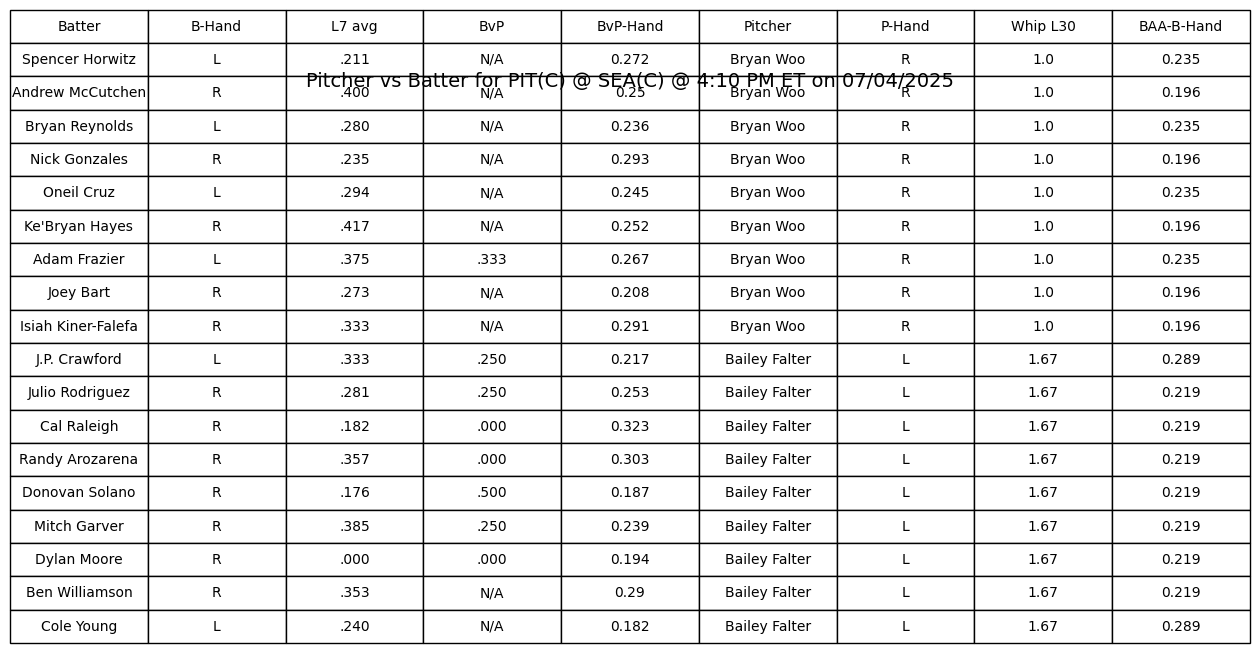 Batter B-Hand L7 avg BvP BvP-Hand Pitcher P-Hand Whip L30 BAA-B-Hand
Spencer Horwitz L .211 N/A 0.272 Bryan Woo R 1.0 0.235
Pitcher vs Batter for PIT(C) @ SEA(C) @ 4:10 PM ET on 07/04/2025
Andrew McCutchen R .400 N/A 0.25 Bryan Woo R 1.0 0.196
Bryan Reynolds L .280 N/A 0.236 Bryan Woo R 1.0 0.235
Nick Gonzales R .235 N/A 0.293 Bryan Woo R 1.0 0.196
Oneil Cruz L .294 N/A 0.245 Bryan Woo R 1.0 0.235
Ke'Bryan Hayes R .417 N/A 0.252 Bryan Woo R 1.0 0.196
Adam Frazier L .375 .333 0.267 Bryan Woo R 1.0 0.235
Joey Bart R .273 N/A 0.208 Bryan Woo R 1.0 0.196
Isiah Kiner-Falefa R .333 N/A 0.291 Bryan Woo R 1.0 0.196
J.P. Crawford L .333 .250 0.217 Bailey Falter L 1.67 0.289
Julio Rodriguez R .281 .250 0.253 Bailey Falter L 1.67 0.219
Cal Raleigh R .182 .000 0.323 Bailey Falter L 1.67 0.219
Randy Arozarena R .357 .000 0.303 Bailey Falter L 1.67 0.219
Donovan Solano R .176 .500 0.187 Bailey Falter L 1.67 0.219
Mitch Garver R .385 .250 0.239 Bailey Falter L 1.67 0.219
Dylan Moore R .000 .000 0.194 Bailey Falter L 1.67 0.219
Ben Williamson R .353 N/A 0.29 Bailey Falter L 1.67 0.219
Cole Young L .240 N/A 0.182 Bailey Falter L 1.67 0.289